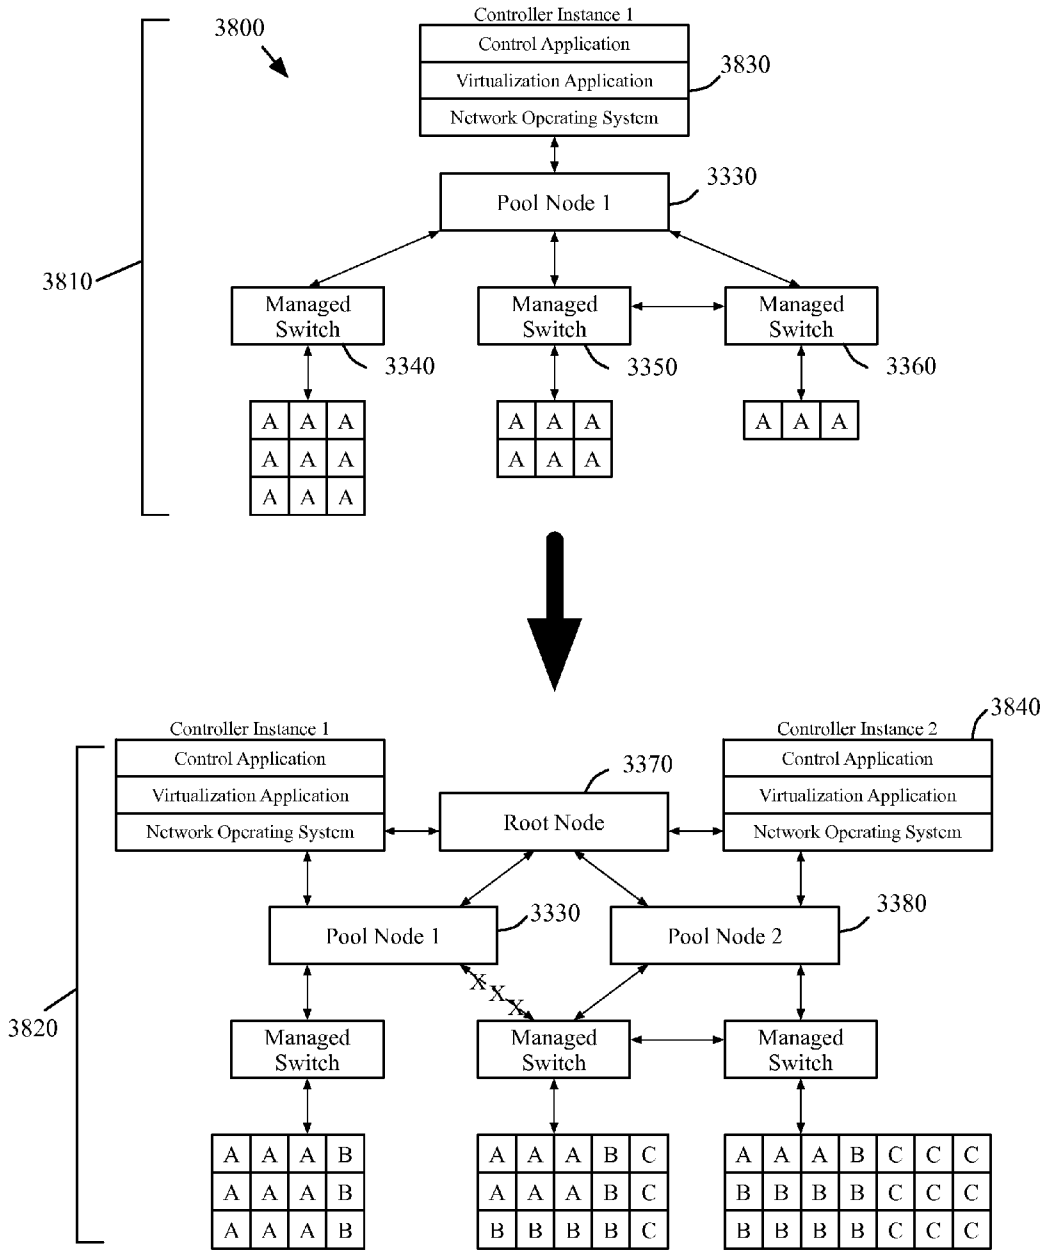 Controller Instance 1
3800
Control Application
Virtualization Application
3830
Network Operating System
3330
Pool Node 1
3810
Managed Switch
Managed Switch
Managed Switch
3340
3350
3360
A A A
A A A
A A A
A A A
A A A
A A A
Controller Instance 1
Controller Instance 2
3840
Control Application
Control Application
3370
Virtualization Application
Virtualization Application
Root Node
Network Operating System
Network Operating System
3330
3380
Pool Node 1
Pool Node 2
X X X
3820
Managed Switch
Managed Switch
Managed Switch
A A A B
A A A B C
A A A B C C C
A A A B
A A A B C
B B B B C C C
A A A B
B B B B C
B B B B C C C